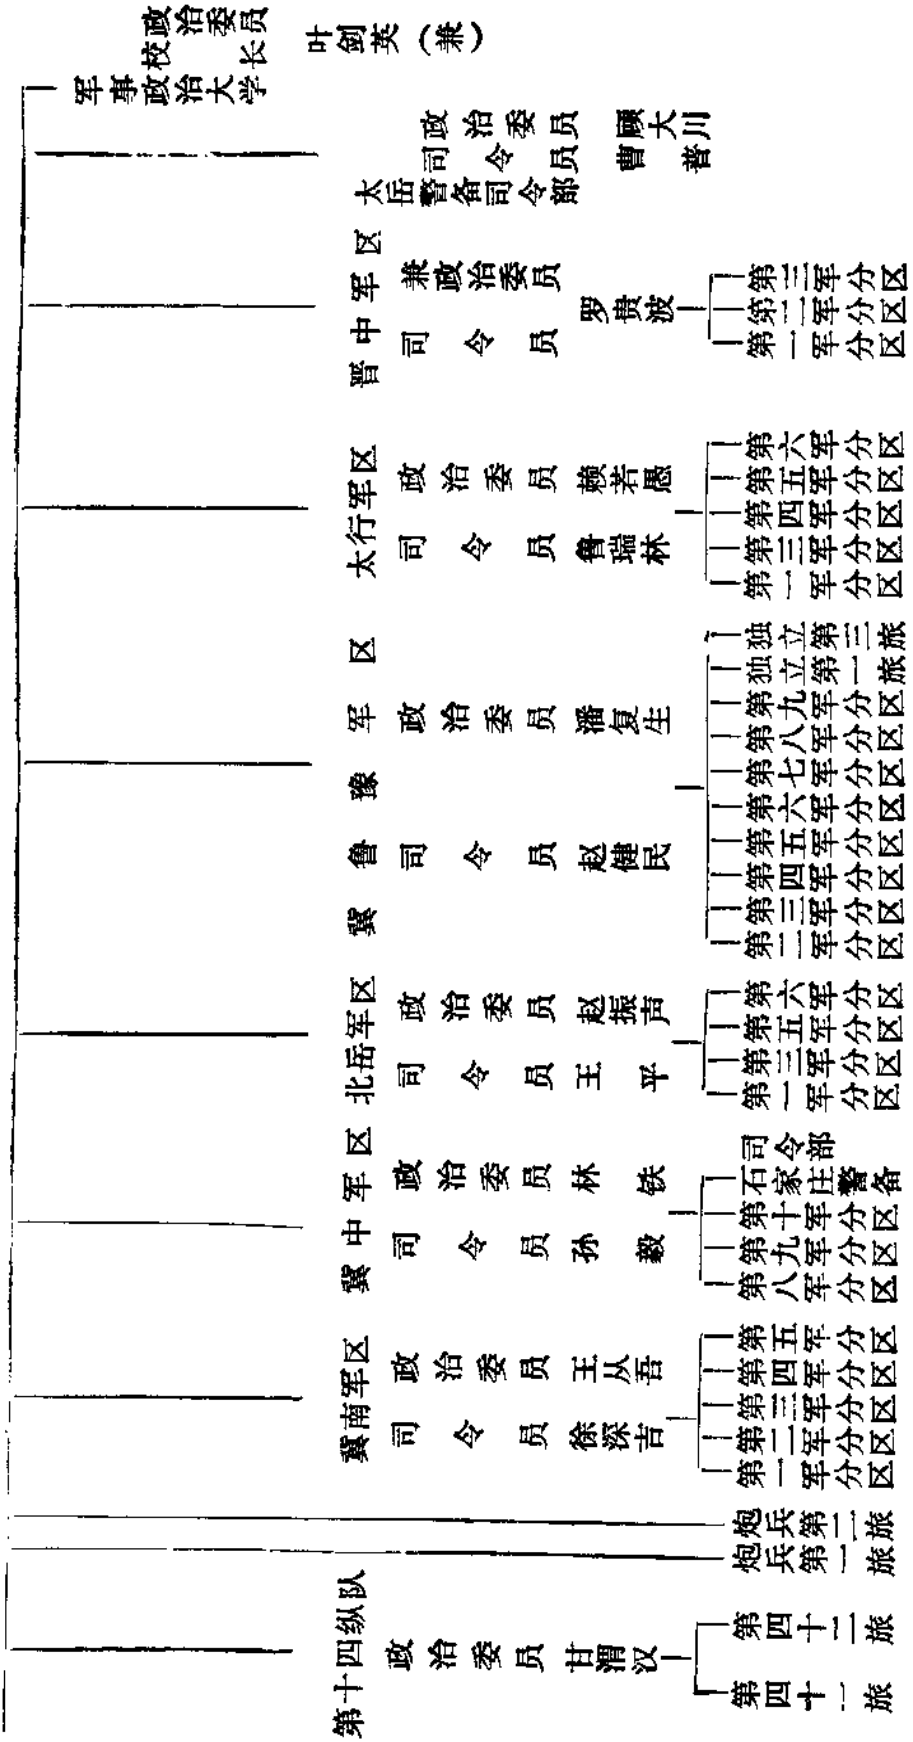 第十四纵队
政治委员 甘渭汉
第四十一旅
第四十二旅
炮兵第一旅
炮兵第二旅
冀南军区
司令员 徐深吉
政治委员 王从吾
第一军分区
第二军分区
第三军分区
第四军分区
第五军分区
冀中军区
司令员 孙毅
政治委员 林铁
第八军分区
第九军分区
第十军分区
石家庄警备
司令部
北岳军区
司令员 王平
政治委员 赵振声
第一军分区
第三军分区
第五军分区
第六军分区
冀鲁豫军区
司令员 赵健民
政治委员 潘复生
第二军分区
第三军分区
第四军分区
第五军分区
第六军分区
第七军分区
第八军分区
第九军分区
独立第一旅
独立第三旅
太行军区
司令员 鲁瑞林
政治委员 赖若愚
第一军分区
第三军分区
第四军分区
第五军分区
第六军分区
晋中军区
司令员
兼政治委员
罗贵波
第一军分区
第二军分区
第三军分区
太岳警备司令部
司令员 曹普
政治委员 顾大川
军事政治大学
校长
政治委员
叶剑英（兼）